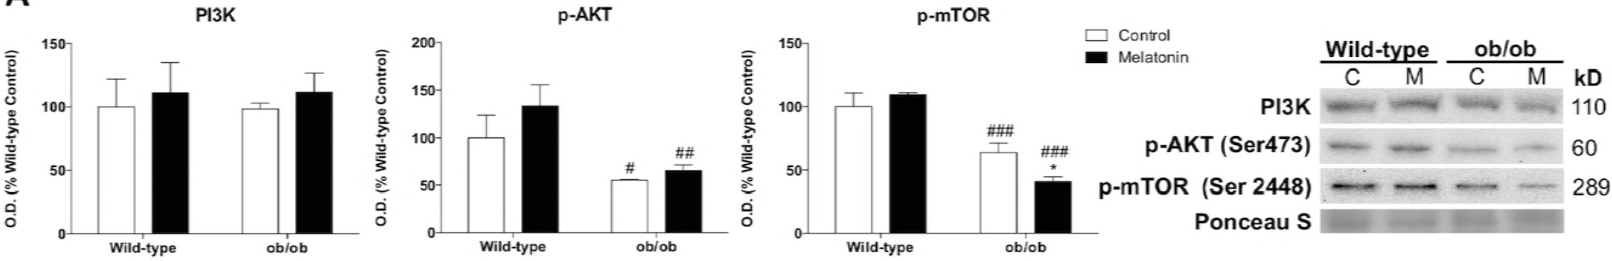 A
PI3K
O.D. (% Wild-type Control)
150
100
50
0
Wild-type ob/ob
p-AKT
O.D. (% Wild-type Control)
200
150
100
50
0
# ##
Wild-type ob/ob
p-mTOR
O.D. (% Wild-type Control)
150
100
50
0
### ###
*
Wild-type ob/ob
Control
Melatonin
Wild-type ob/ob
C M C M kD
PI3K 110
p-AKT (Ser473) 60
p-mTOR (Ser 2448) 289
Ponceau S